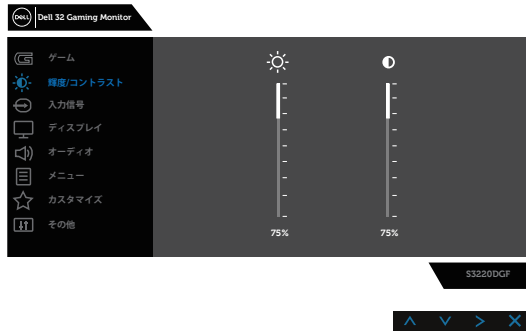 DELL
Dell 32 Gaming Monitor
ゲーム
輝度/コントラスト
入力信号
ディスプレイ
オーディオ
メニュー
カスタマイズ
その他
75% 75%
S3220DGF